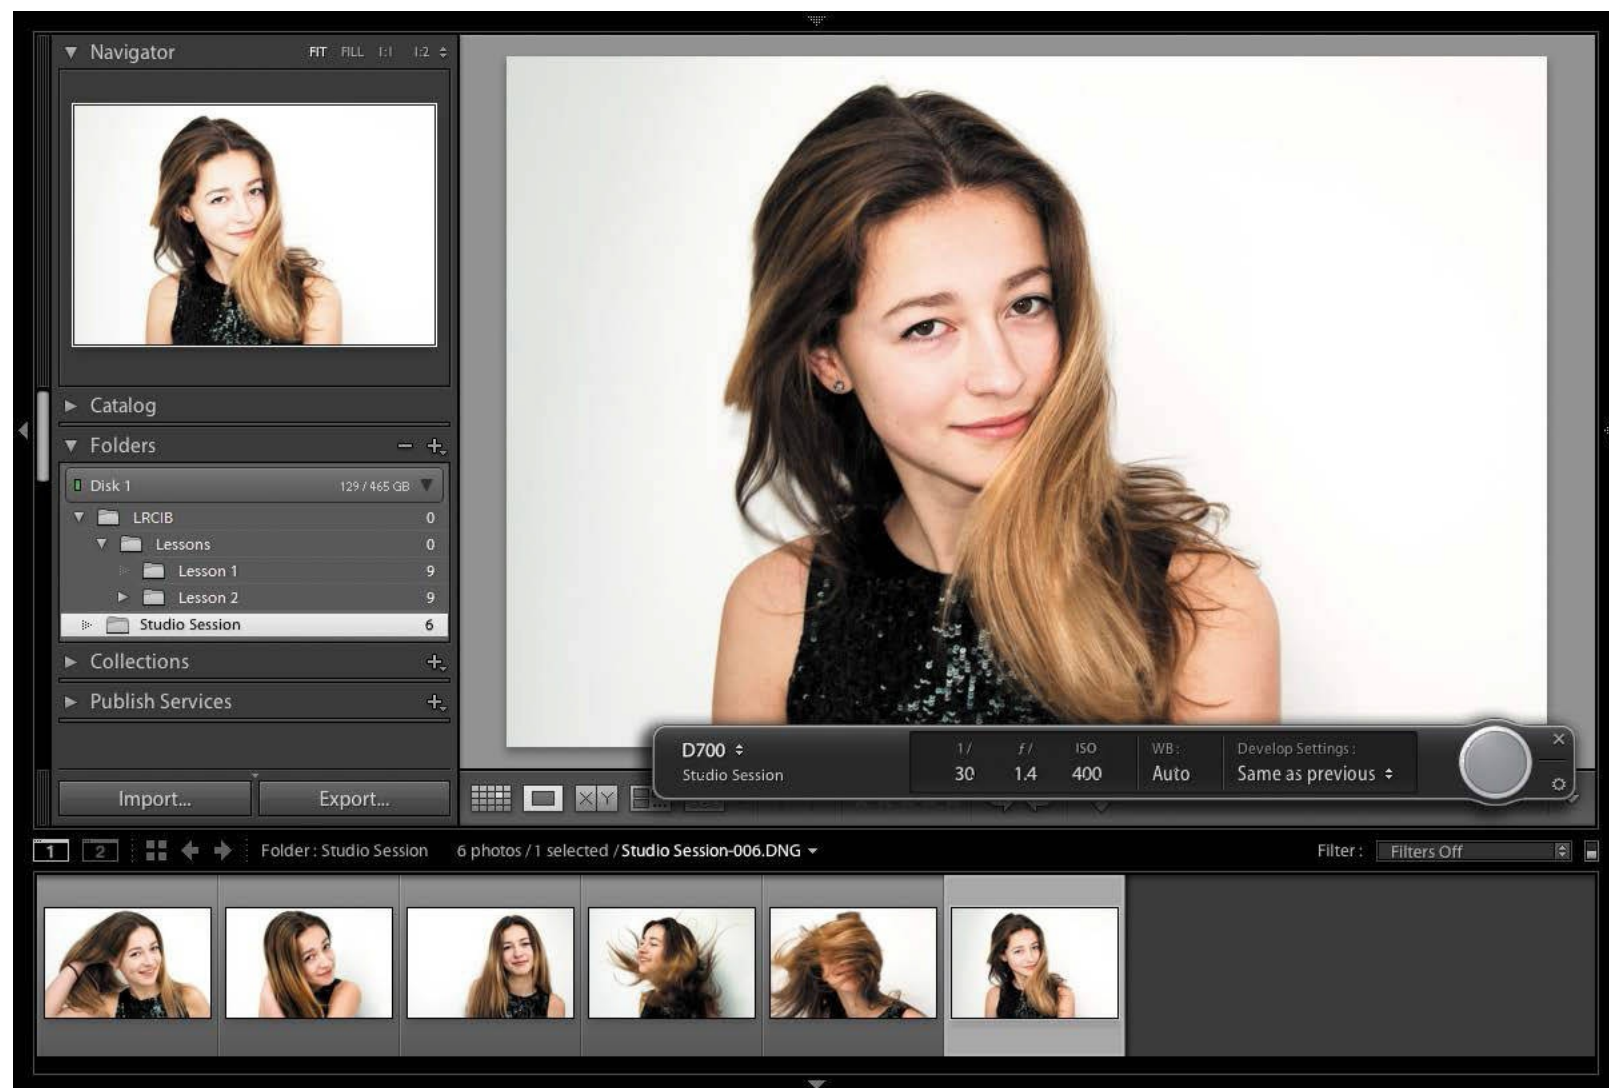 Navigator FIT FILL 1:1 1:2
Catalog
Folders
Disk 1 129 / 465 GB
LRCIB 0
Lessons 0
Lesson 1 9
Lesson 2 9
Studio Session 6
Collections
Publish Services
Import... Export...
D700 1/ f/ ISO WB: Develop Settings:
Studio Session 30 1.4 400 Auto Same as previous
X Y
1 2 Folder : Studio Session 6 photos / 1 selected / Studio Session-006.DNG Filter : Filters Off